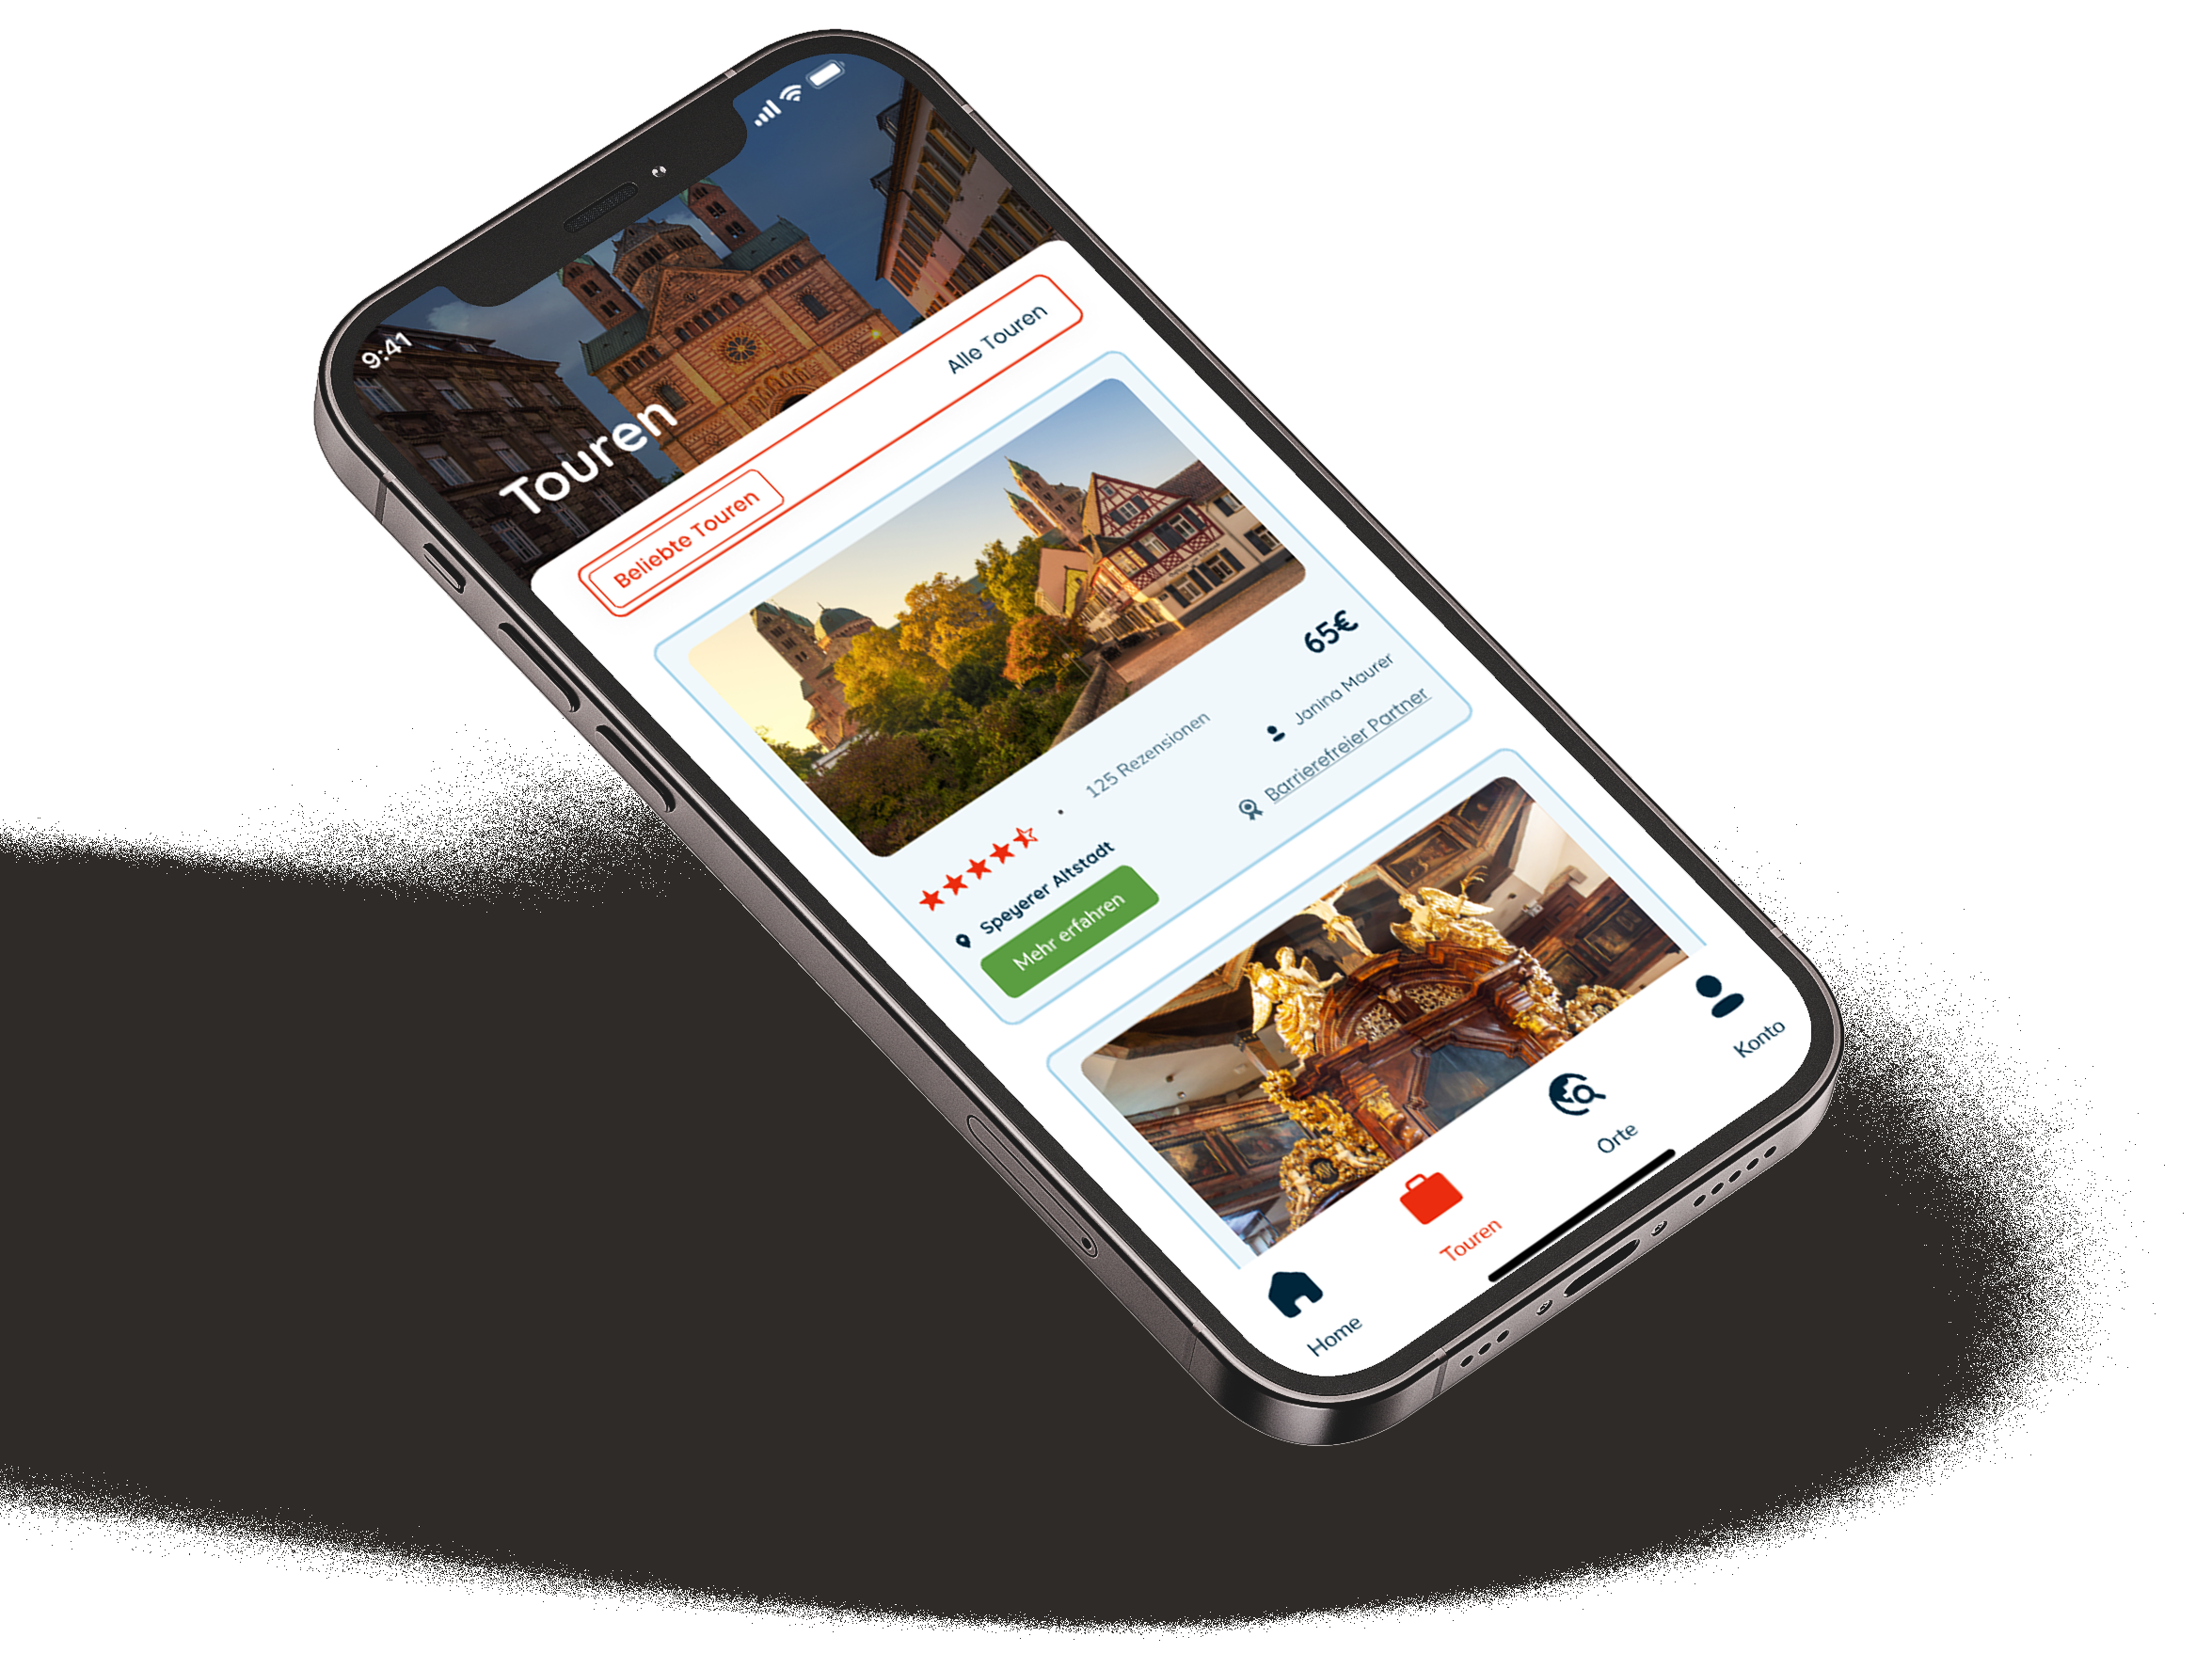 9:41
Touren
Beliebte Touren
Alle Touren
125 Rezensionen
65€
Speyerer Altstadt
Janina Maurer
Mehr erfahren
Barrierefreier Partner
Home
Touren
Orte
Konto